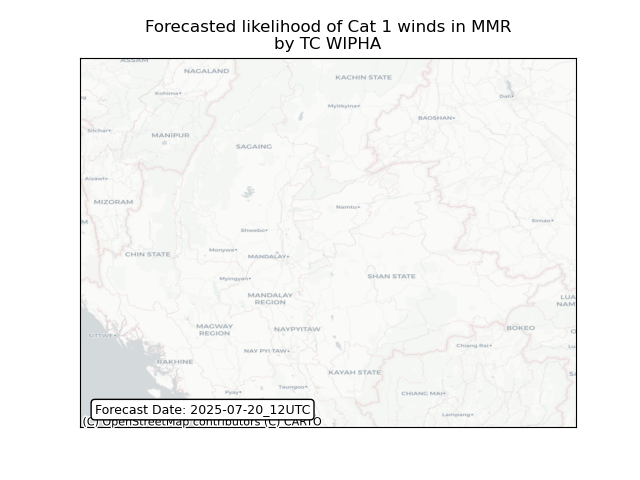 Forecasted likelihood of Cat 1 winds in MMR
by TC WIPHA
ASSAM
NAGALAND
KACHIN STATE
Kohima
Dali
Myitkyina
BAOSHAN
Silchar
MANIPUR
SAGAING
Aizawl
MIZORAM
Namtu
Simao
Shwebo
CHIN STATE
Monywa
MANDALAY
Myingyan
SHAN STATE
MANDALAY
REGION
LUA
NAM
MAGWAY
REGION
NAYPYITAW
BOKEO
SITTWE
NAY PYI TAW
Chiang Rai
RAKHINE
KAYAH STATE
Pyay
Taungoo
CHIANG MAI
Lampang
Forecast Date: 2025-07-20_12UTC
(C) OpenStreetMap contributors (C) CARTO